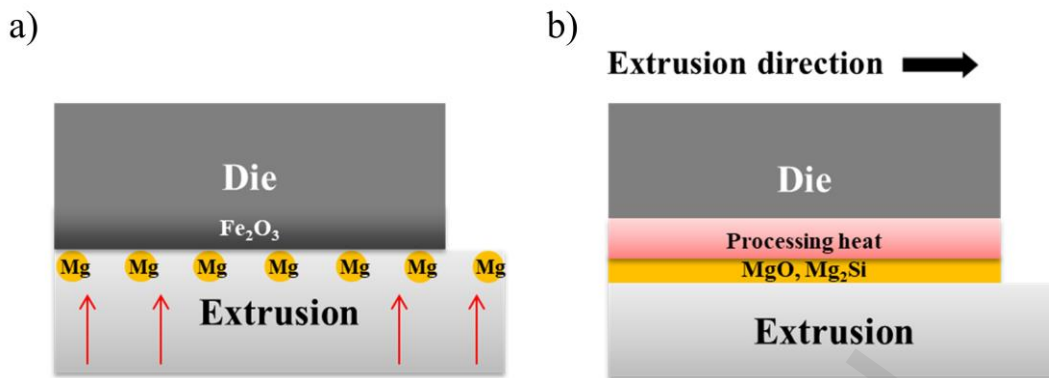 a)
Die
Fe₂O₃
Mg Mg Mg Mg Mg Mg Mg
Extrusion
b)
Extrusion direction
Die
Processing heat
MgO, Mg₂Si
Extrusion